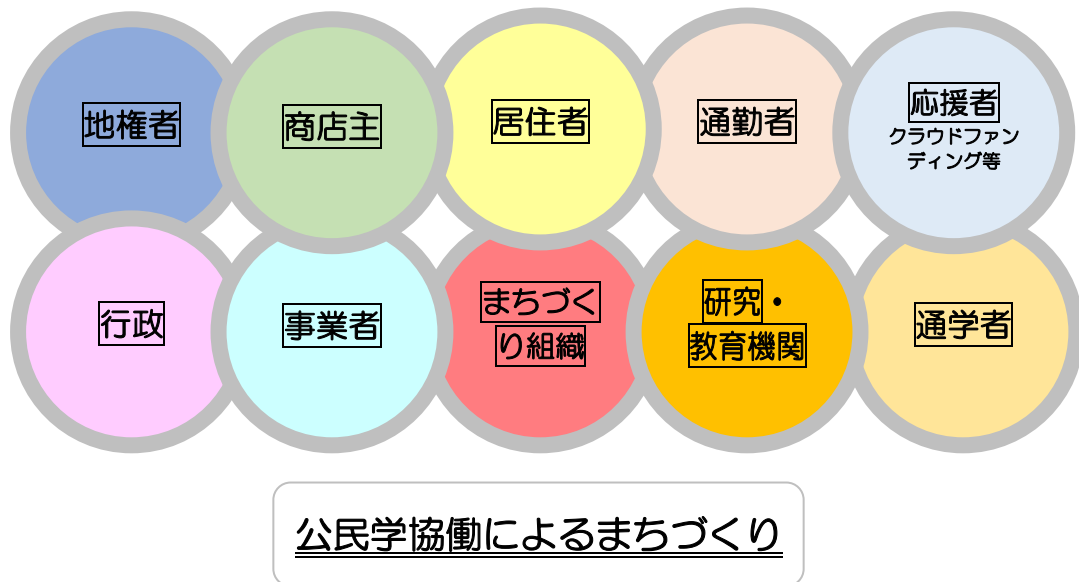 地権者
商店主
居住者
通勤者
応援者
クラウドファン
ディング等
行政
事業者
まちづく
り組織
研究・
教育機関
通学者
公民学協働によるまちづくり